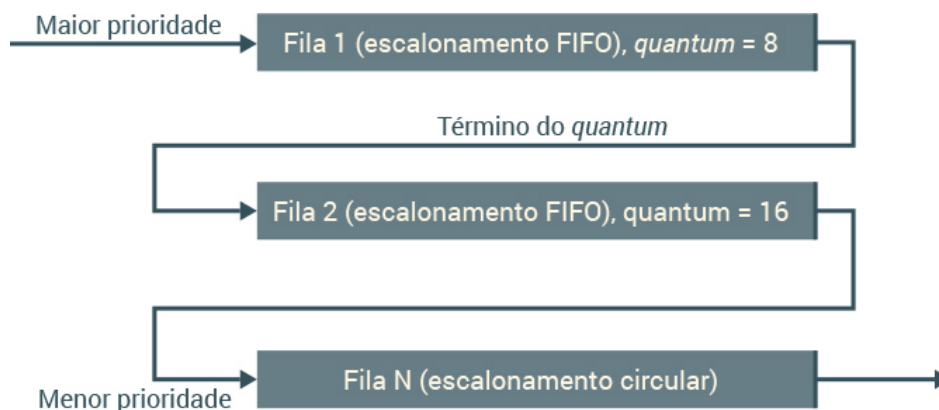 Maior prioridade
Fila 1 (escalonamento FIFO), quantum = 8
Término do quantum
Fila 2 (escalonamento FIFO), quantum = 16
Fila N (escalonamento circular)
Menor prioridade